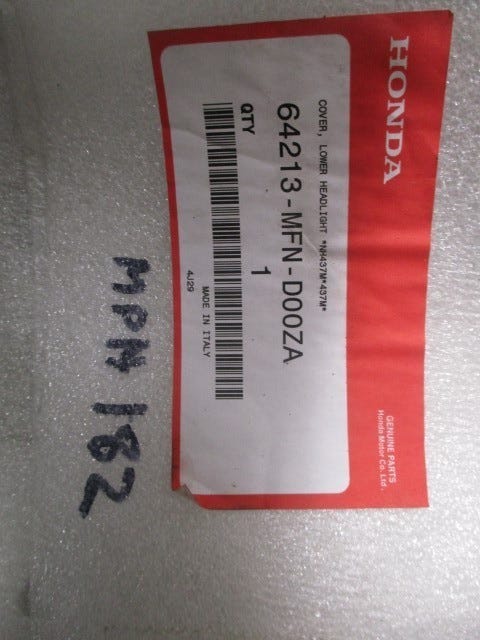 HONDA
GENUINE PARTS
Honda Motor Co. Ltd.
COVER, LOWER HEADLIGHT *NH437M*437M*
64213-MFN-D00ZA
QTY 1
MADE IN ITALY
4J29
MPN 182